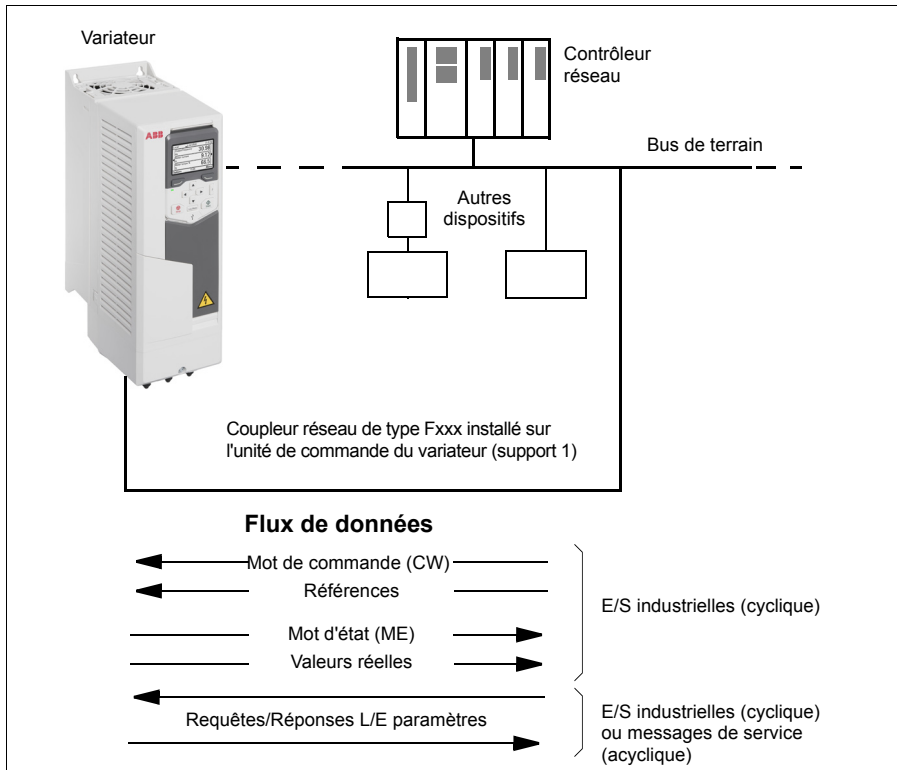 Variateur
Contrôleur
réseau
ABB
Bus de terrain
Autres
dispositifs
Coupleur réseau de type Fxxx installé sur
l'unité de commande du variateur (support 1)
Flux de données
Mot de commande (CW)
Références
E/S industrielles (cyclique)
Mot d'état (ME)
Valeurs réelles
Requêtes/Réponses L/E paramètres
E/S industrielles (cyclique)
ou messages de service
(acyclique)